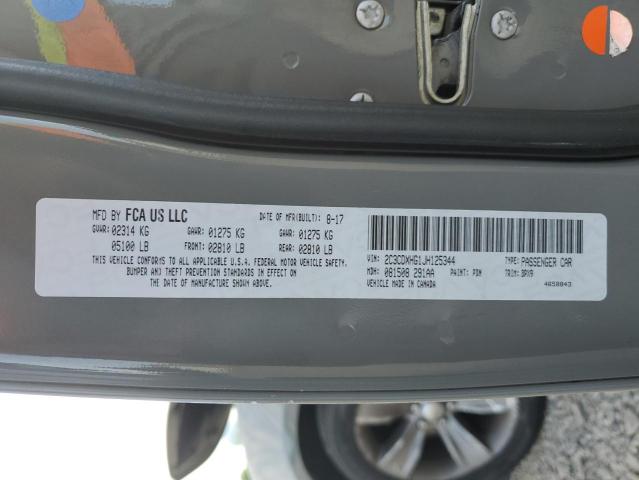 MFD BY FCA US LLC DATE OF MFR(BUILT) 8-17
GVWR: 02314 KG GAWR: 01275 KG GAWR: 01275 KG
05100 LB FRONT: 02810 LB REAR: 02810 LB
THIS VEHICLE CONFORMS TO ALL APPLICABLE U.S.A. FEDERAL MOTOR VEHICLE SAFETY,
BUMPER AND THEFT PREVENTION STANDARDS IN EFFECT ON
THE DATE OF MANUFACTURE SHOWN ABOVE.
VIN: 2C3CDXHG1JH125344 TYPE: PASSENGER CAR
MDH: 081508 291AA PAINT: PDN TRIM: BPX9
VEHICLE MADE IN CANADA 4658043